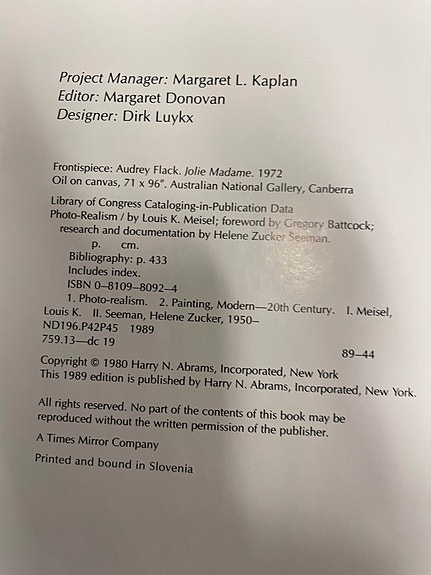 Project Manager: Margaret L. Kaplan
Editor: Margaret Donovan
Designer: Dirk Luykx
Frontispiece: Audrey Flack. Jolie Madame. 1972
Oil on canvas, 71 x 96". Australian National Gallery, Canberra
Library of Congress Cataloging-in-Publication Data
Photo-Realism / by Louis K. Meisel; foreword by Gregory Battcock;
research and documentation by Helene Zucker Seeman.
p. cm.
Bibliography: p. 433
Includes index.
ISBN 0–8109–8092–4
1. Photo-realism. 2. Painting, Modern—20th Century. I. Meisel,
Louis K. II. Seeman, Helene Zucker, 1950–
ND196.P42P45 1989
759.13—dc 19
89–44
Copyright © 1980 Harry N. Abrams, Incorporated, New York
This 1989 edition is published by Harry N. Abrams, Incorporated, New York.
All rights reserved. No part of the contents of this book may be
reproduced without the written permission of the publisher.
A Times Mirror Company
Printed and bound in Slovenia